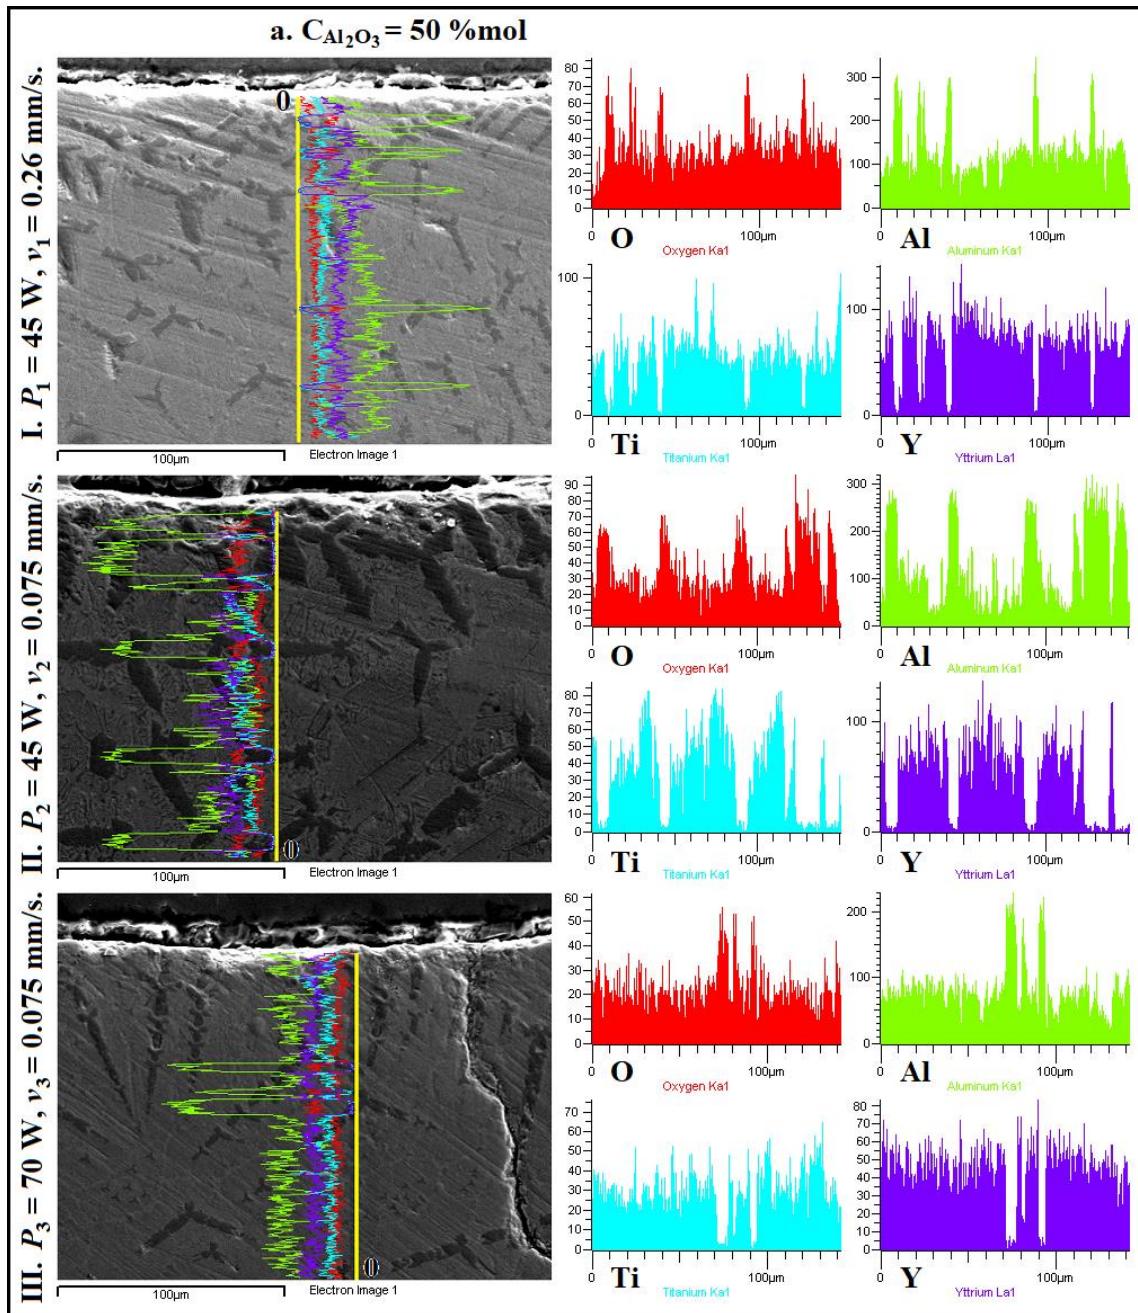 a. C_Al2O3 = 50 %mol
I. P1 = 45 W, v1 = 0.26 mm/s.
0
100µm
Electron Image 1
80
70
60
50
40
30
20
10
0
0
100µm
O
Oxygen Ka1
300
200
100
0
0
100µm
Al
Aluminum Ka1
100
0
0
100µm
Ti
Titanium Ka1
100
0
0
100µm
Y
Yttrium La1
II. P2 = 45 W, v2 = 0.075 mm/s.
0
100µm
Electron Image 1
90
80
70
60
50
40
30
20
10
0
0
100µm
O
Oxygen Ka1
300
200
100
0
0
100µm
Al
Aluminum Ka1
80
70
60
50
40
30
20
10
0
0
100µm
Ti
Titanium Ka1
100
0
0
100µm
Y
Yttrium La1
III. P3 = 70 W, v3 = 0.075 mm/s.
0
100µm
Electron Image 1
60
50
40
30
20
10
0
0
100µm
O
Oxygen Ka1
200
100
0
0
100µm
Al
Aluminum Ka1
70
60
50
40
30
20
10
0
0
100µm
Ti
Titanium Ka1
80
70
60
50
40
30
20
10
0
0
100µm
Y
Yttrium La1